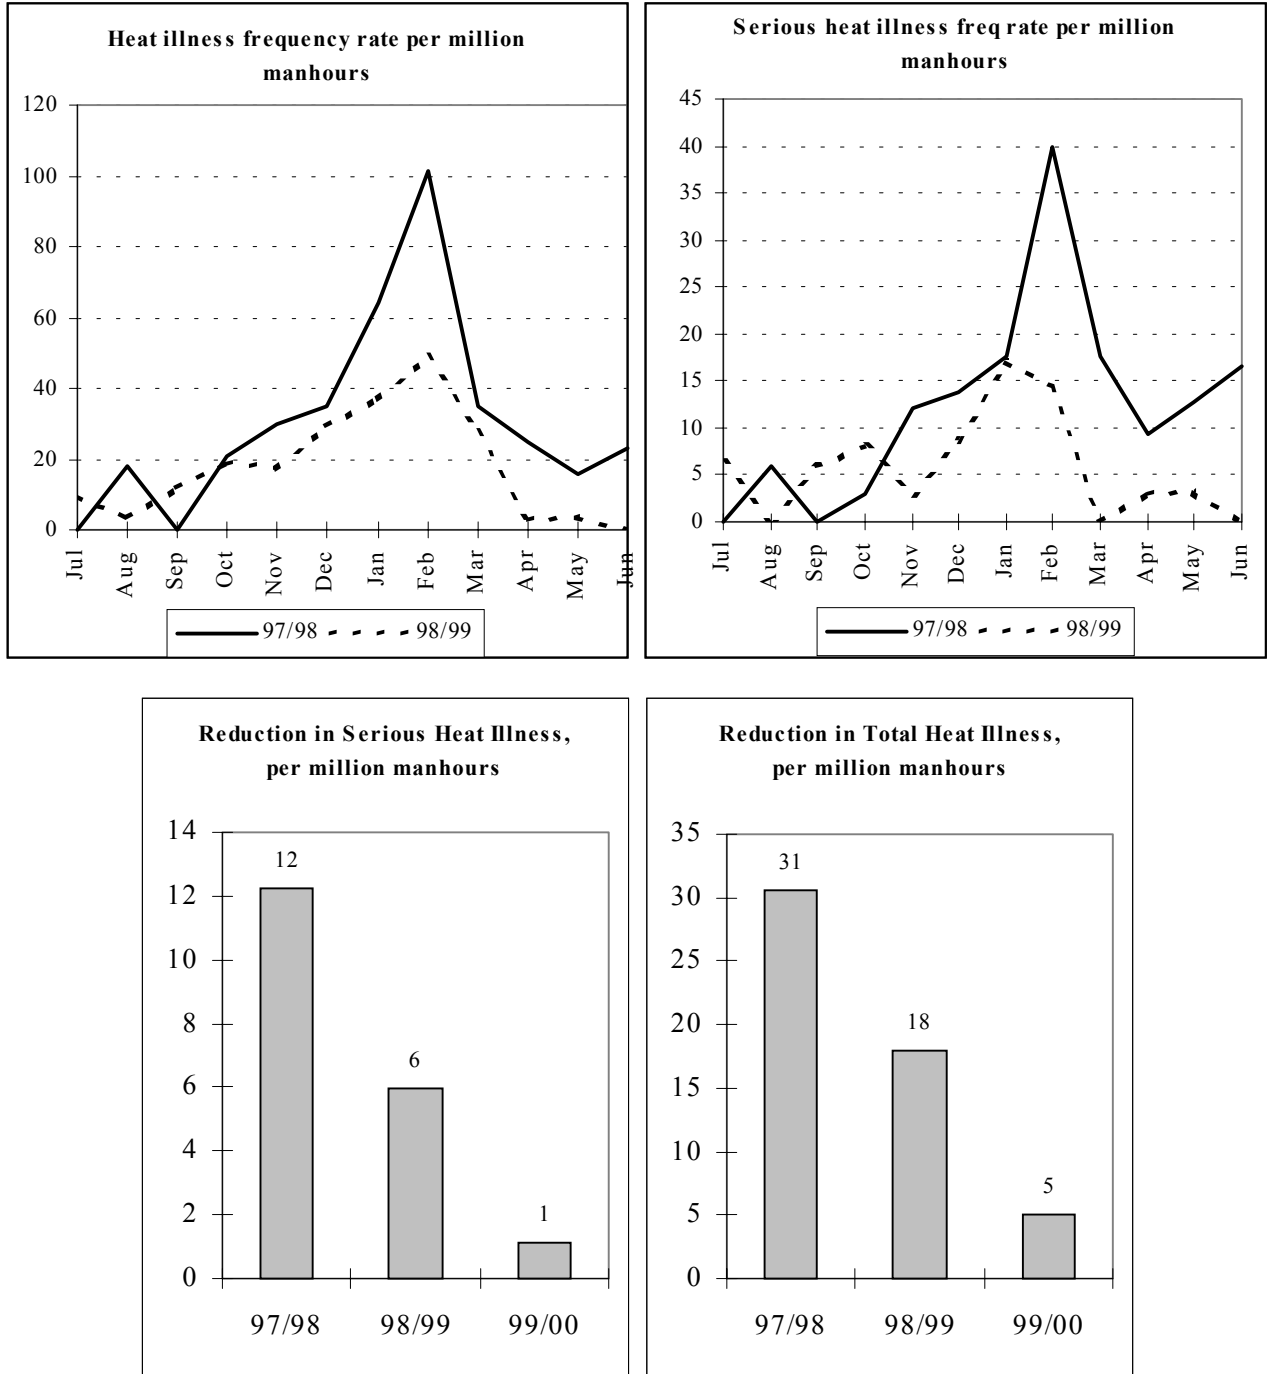 Heat illness frequency rate per million
manhours
120
100
80
60
40
20
0
Jul
Aug
Sep
Oct
Nov
Dec
Jan
Feb
Mar
Apr
May
Jun
97/98 98/99
Serious heat illness freq rate per million
manhours
45
40
35
30
25
20
15
10
5
0
Jul
Aug
Sep
Oct
Nov
Dec
Jan
Feb
Mar
Apr
May
Jun
97/98 98/99
Reduction in Serious Heat Illness,
per million manhours
14
12
10
8
6
4
2
0
12
6
1
97/98 98/99 99/00
Reduction in Total Heat Illness,
per million manhours
35
30
25
20
15
10
5
0
31
18
5
97/98 98/99 99/00